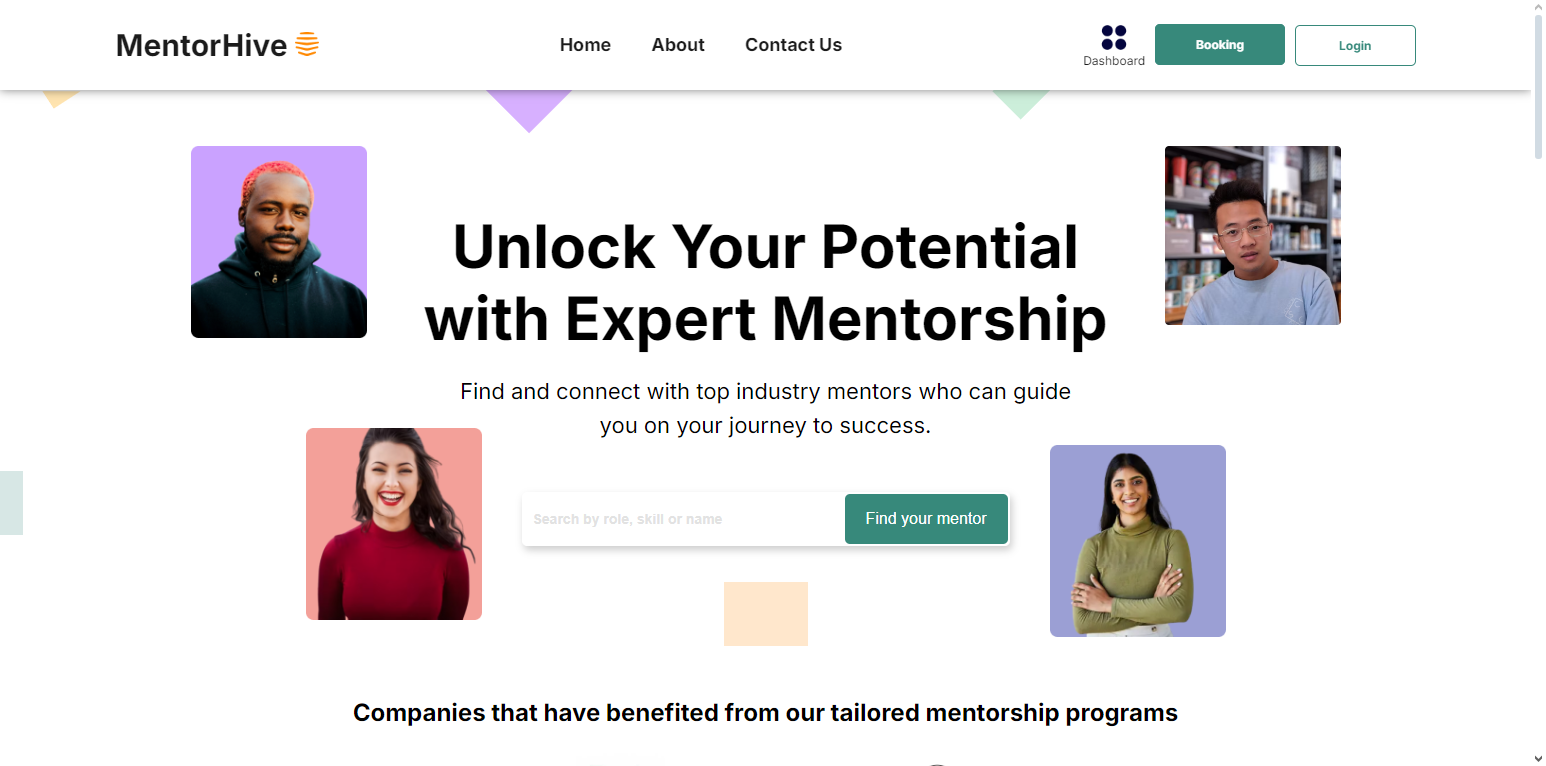 MentorHive
Home About Contact Us
Dashboard
Booking
Login
Unlock Your Potential
with Expert Mentorship
Find and connect with top industry mentors who can guide
you on your journey to success.
Search by role, skill or name
Find your mentor
Companies that have benefited from our tailored mentorship programs